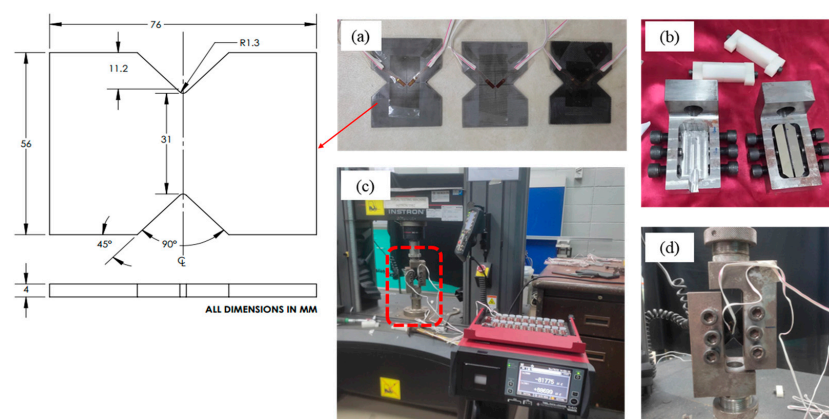 76
R1.3
11.2
56
31
45°
90°
℄
4
ALL DIMENSIONS IN MM
(a)
(b)
(c)
INSTRON
(d)